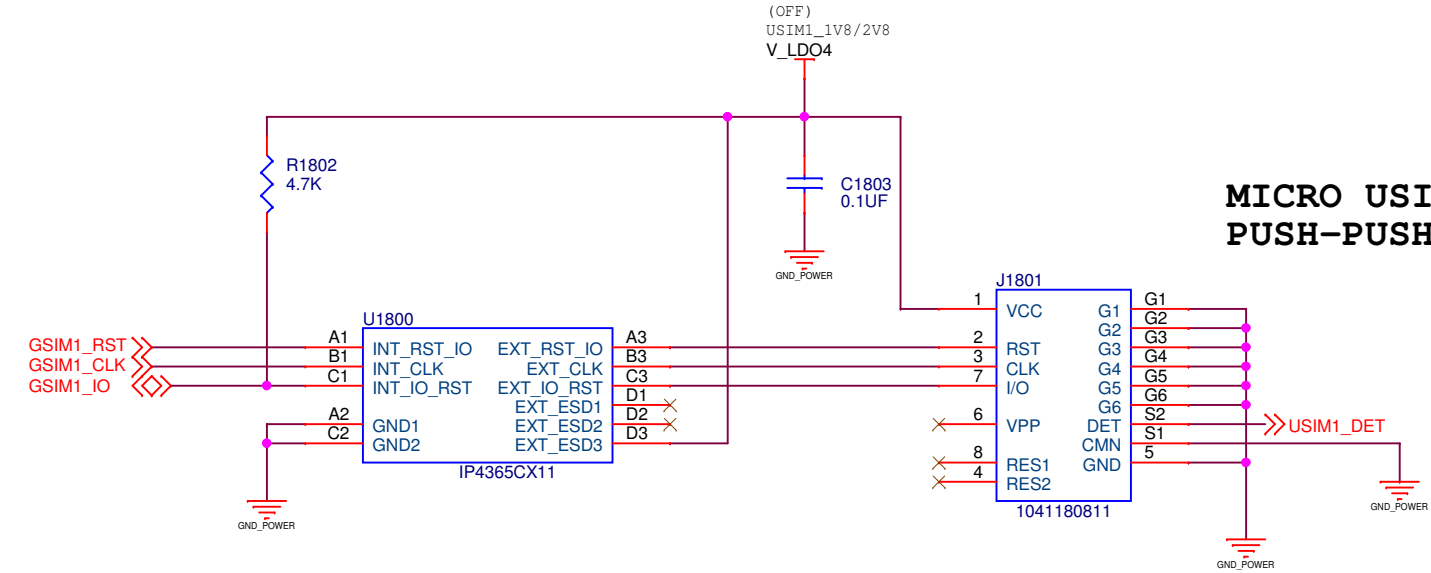 (OFF)
USIM1_1V8/2V8
V_LDO4
R1802
4.7K
C1803
0.1UF
GND_POWER
MICRO USI
PUSH-PUSH
J1801
U1800
GSIM1_RST
GSIM1_CLK
GSIM1_IO
A1 INT_RST_IO EXT_RST_IO A3
B1 INT_CLK EXT_CLK B3
C1 INT_IO_RST EXT_IO_RST C3
EXT_ESD1 D1
A2 GND1 EXT_ESD2 D2
C2 GND2 EXT_ESD3 D3
IP4365CX11
GND_POWER
1 VCC G1 G1
G2 G2
2 RST G3 G3
3 CLK G4 G4
7 I/O G5 G5
G6 G6
6 VPP DET S2 USIM1_DET
CMN S1
8 RES1 GND 5
4 RES2
1041180811
GND_POWER
GND_POWER